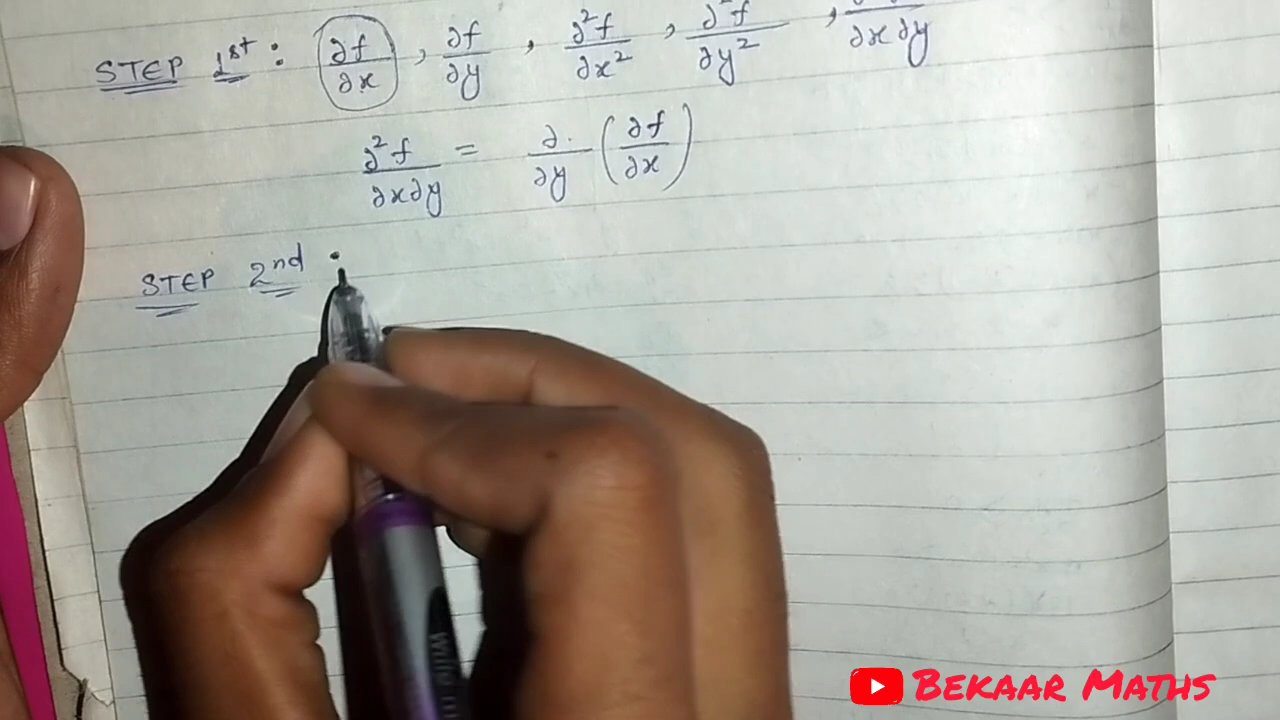 STEP 1st : ∂f/∂x , ∂f/∂y , ∂²f/∂x² , ∂²f/∂y² , ∂x∂y
∂²f/∂x∂y = ∂/∂y (∂f/∂x)
STEP 2nd :
BEKAAR MATHS